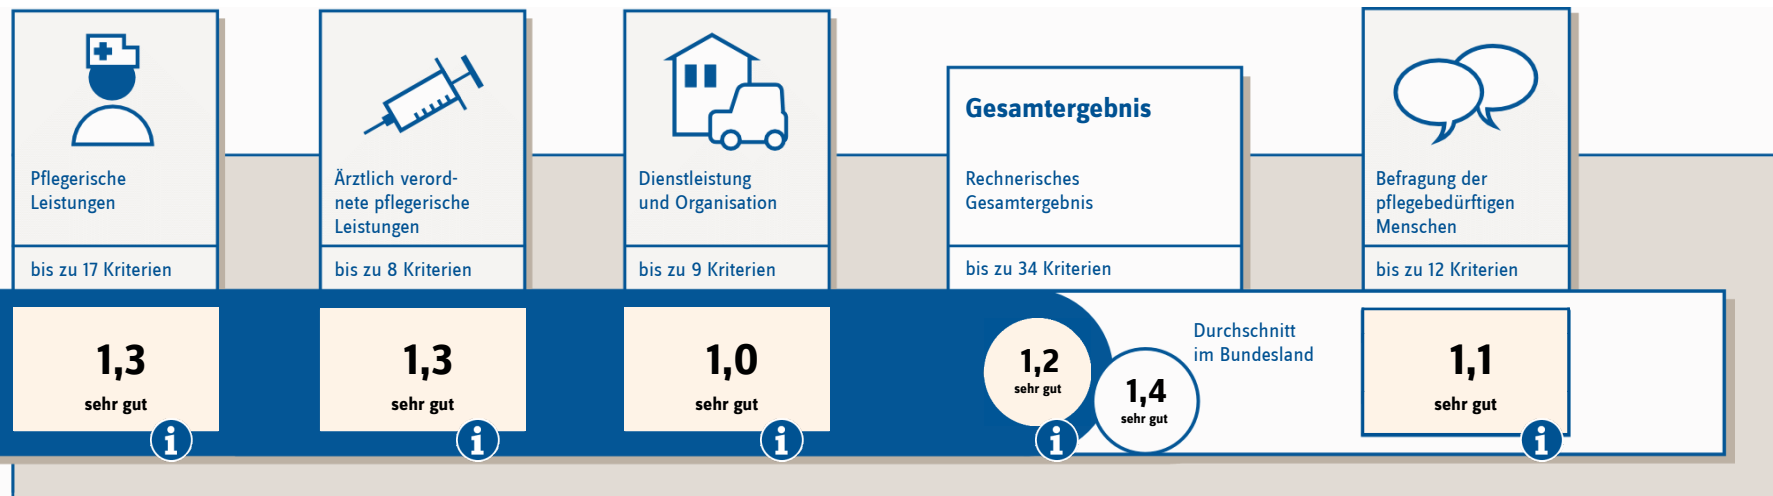 Pflegerische
Leistungen
bis zu 17 Kriterien
1,3
sehr gut
i
Ärztlich verord-
nete pflegerische
Leistungen
bis zu 8 Kriterien
1,3
sehr gut
i
Dienstleistung
und Organisation
bis zu 9 Kriterien
1,0
sehr gut
i
Gesamtergebnis
Rechnerisches
Gesamtergebnis
bis zu 34 Kriterien
1,2
sehr gut
i
1,4
sehr gut
Durchschnitt
im Bundesland
Befragung der
pflegebedürftigen
Menschen
bis zu 12 Kriterien
1,1
sehr gut
i